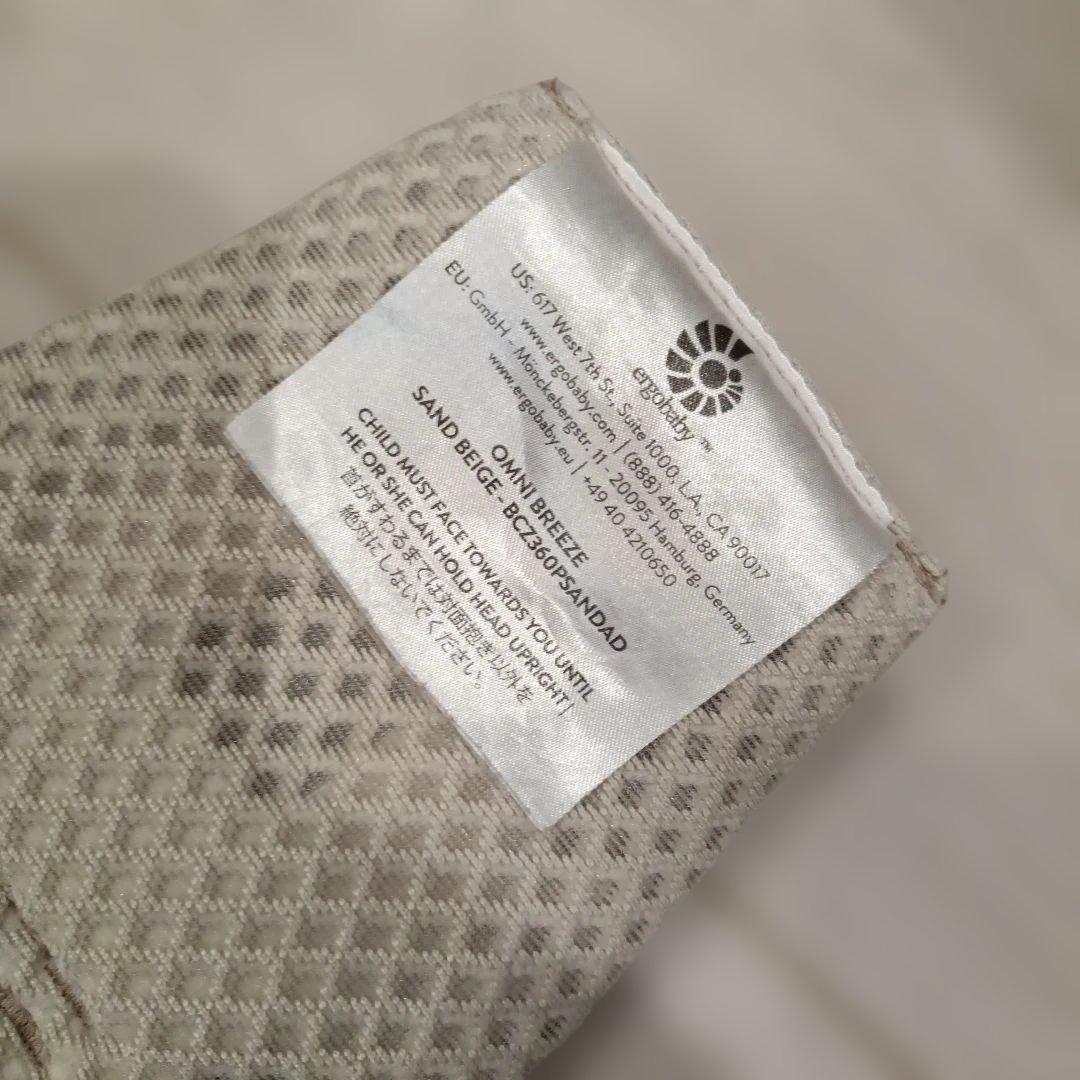 ergobaby™
US: 617 West 7th St., Suite 1000, LA, CA 90017
www.ergobaby.com | (888) 416-4888
EU: GmbH - Mönckebergstr. 11 - 20095 Hamburg, Germany
www.ergobaby.eu | +49 40 4210650
OMNI BREEZE
SAND BEIGE - BCZ360PSANDAD
CHILD MUST FACE TOWARDS YOU UNTIL
HE OR SHE CAN HOLD HEAD UPRIGHT |
首がすわるまでは対面抱き以外を
絶対にしないでください。